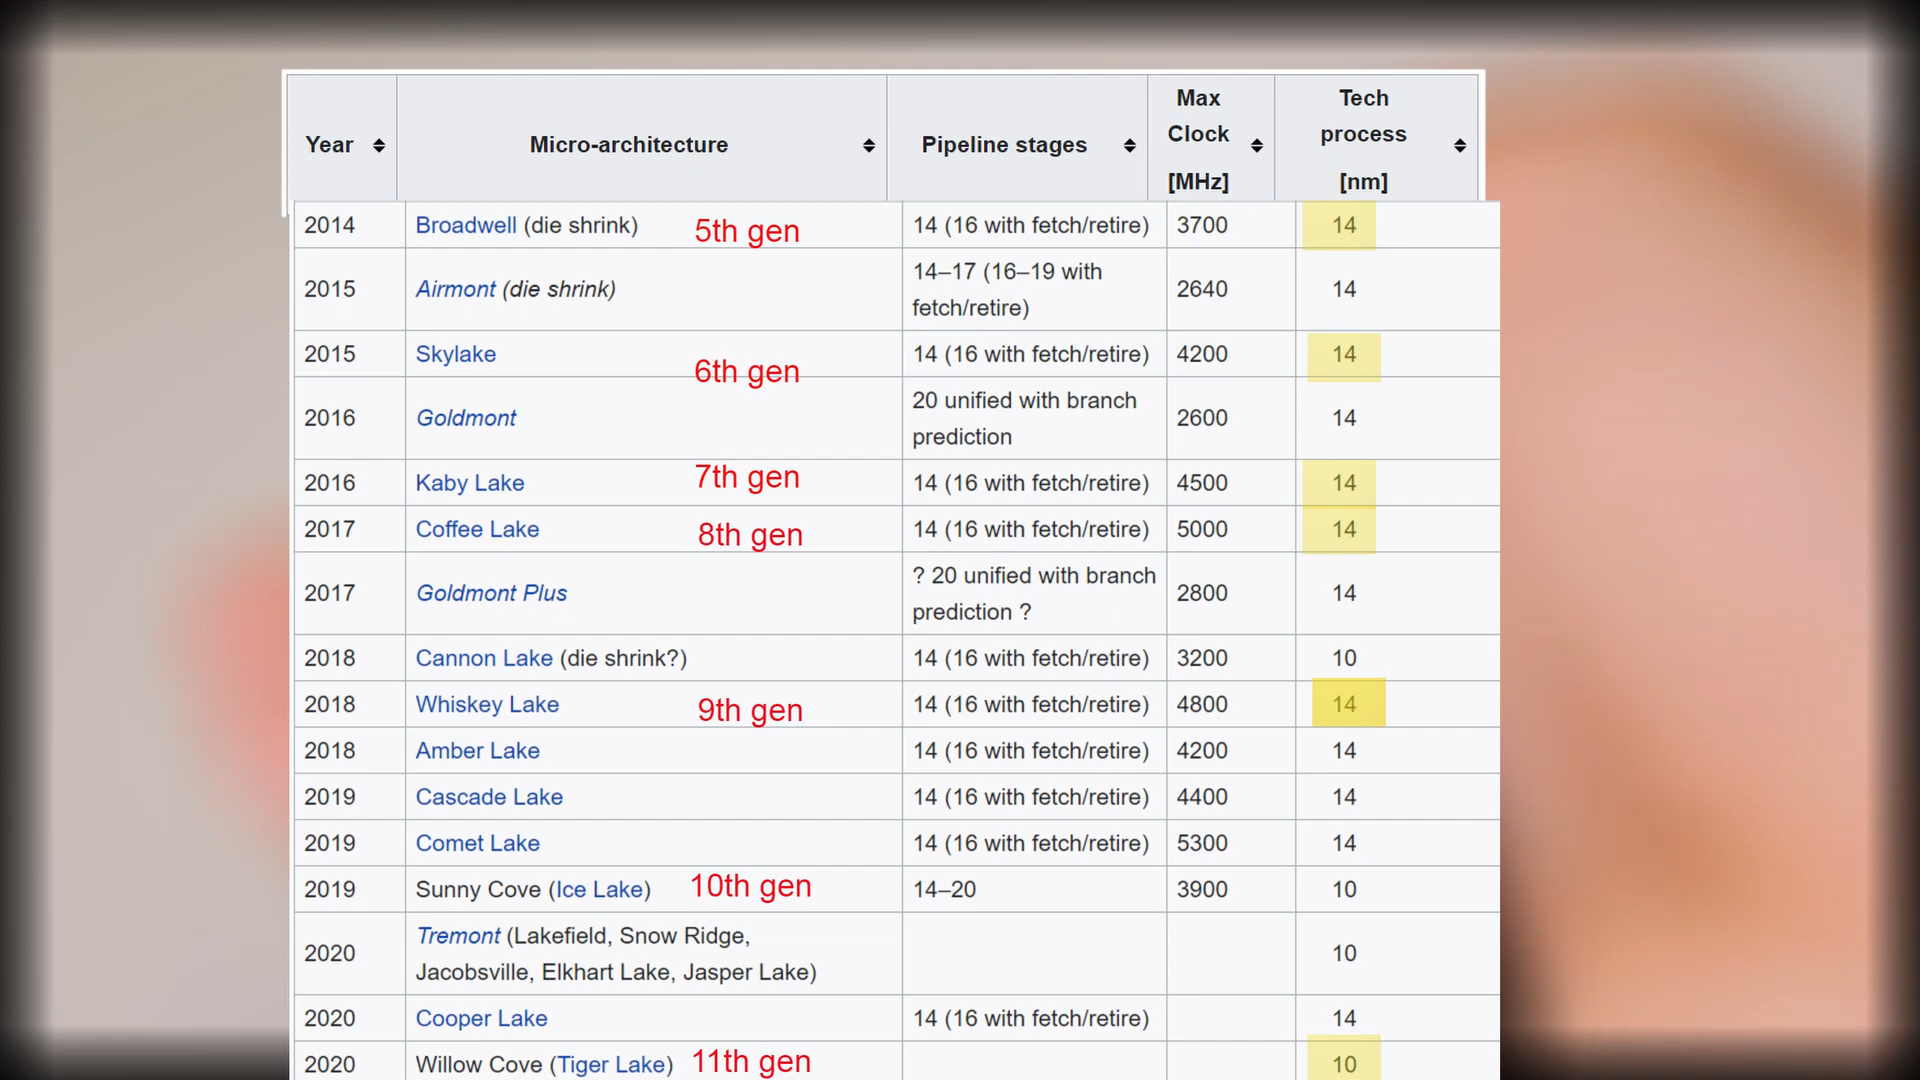 Year Micro-architecture Pipeline stages Max Clock [MHz] Tech process [nm]
2014 Broadwell (die shrink) 5th gen 14 (16 with fetch/retire) 3700 14
2015 Airmont (die shrink) 14–17 (16–19 with fetch/retire) 2640 14
2015 Skylake 6th gen 14 (16 with fetch/retire) 4200 14
2016 Goldmont 20 unified with branch prediction 2600 14
2016 Kaby Lake 7th gen 14 (16 with fetch/retire) 4500 14
2017 Coffee Lake 8th gen 14 (16 with fetch/retire) 5000 14
2017 Goldmont Plus ? 20 unified with branch prediction ? 2800 14
2018 Cannon Lake (die shrink?) 14 (16 with fetch/retire) 3200 10
2018 Whiskey Lake 9th gen 14 (16 with fetch/retire) 4800 14
2018 Amber Lake 14 (16 with fetch/retire) 4200 14
2019 Cascade Lake 14 (16 with fetch/retire) 4400 14
2019 Comet Lake 14 (16 with fetch/retire) 5300 14
2019 Sunny Cove (Ice Lake) 10th gen 14–20 3900 10
2020 Tremont (Lakefield, Snow Ridge, Jacobsville, Elkhart Lake, Jasper Lake) 10
2020 Cooper Lake 14 (16 with fetch/retire) 14
2020 Willow Cove (Tiger Lake) 11th gen 10